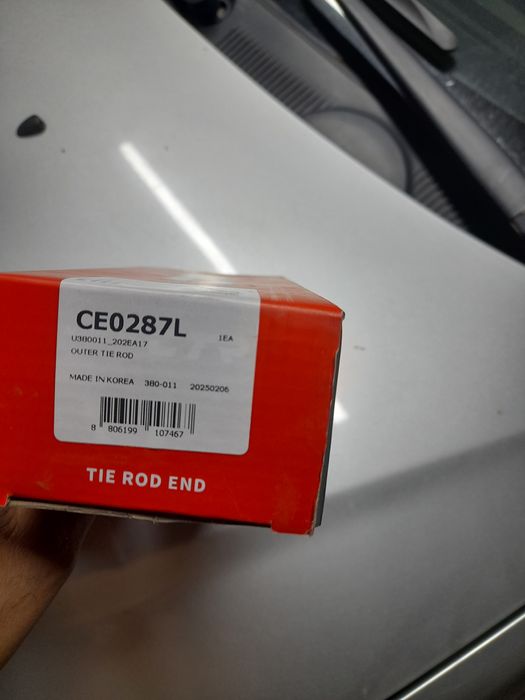 CE0287L 1EA
U380011_202EA17
OUTER TIE ROD
MADE IN KOREA 380-011 20250206
8 806199 107467
TIE ROD END